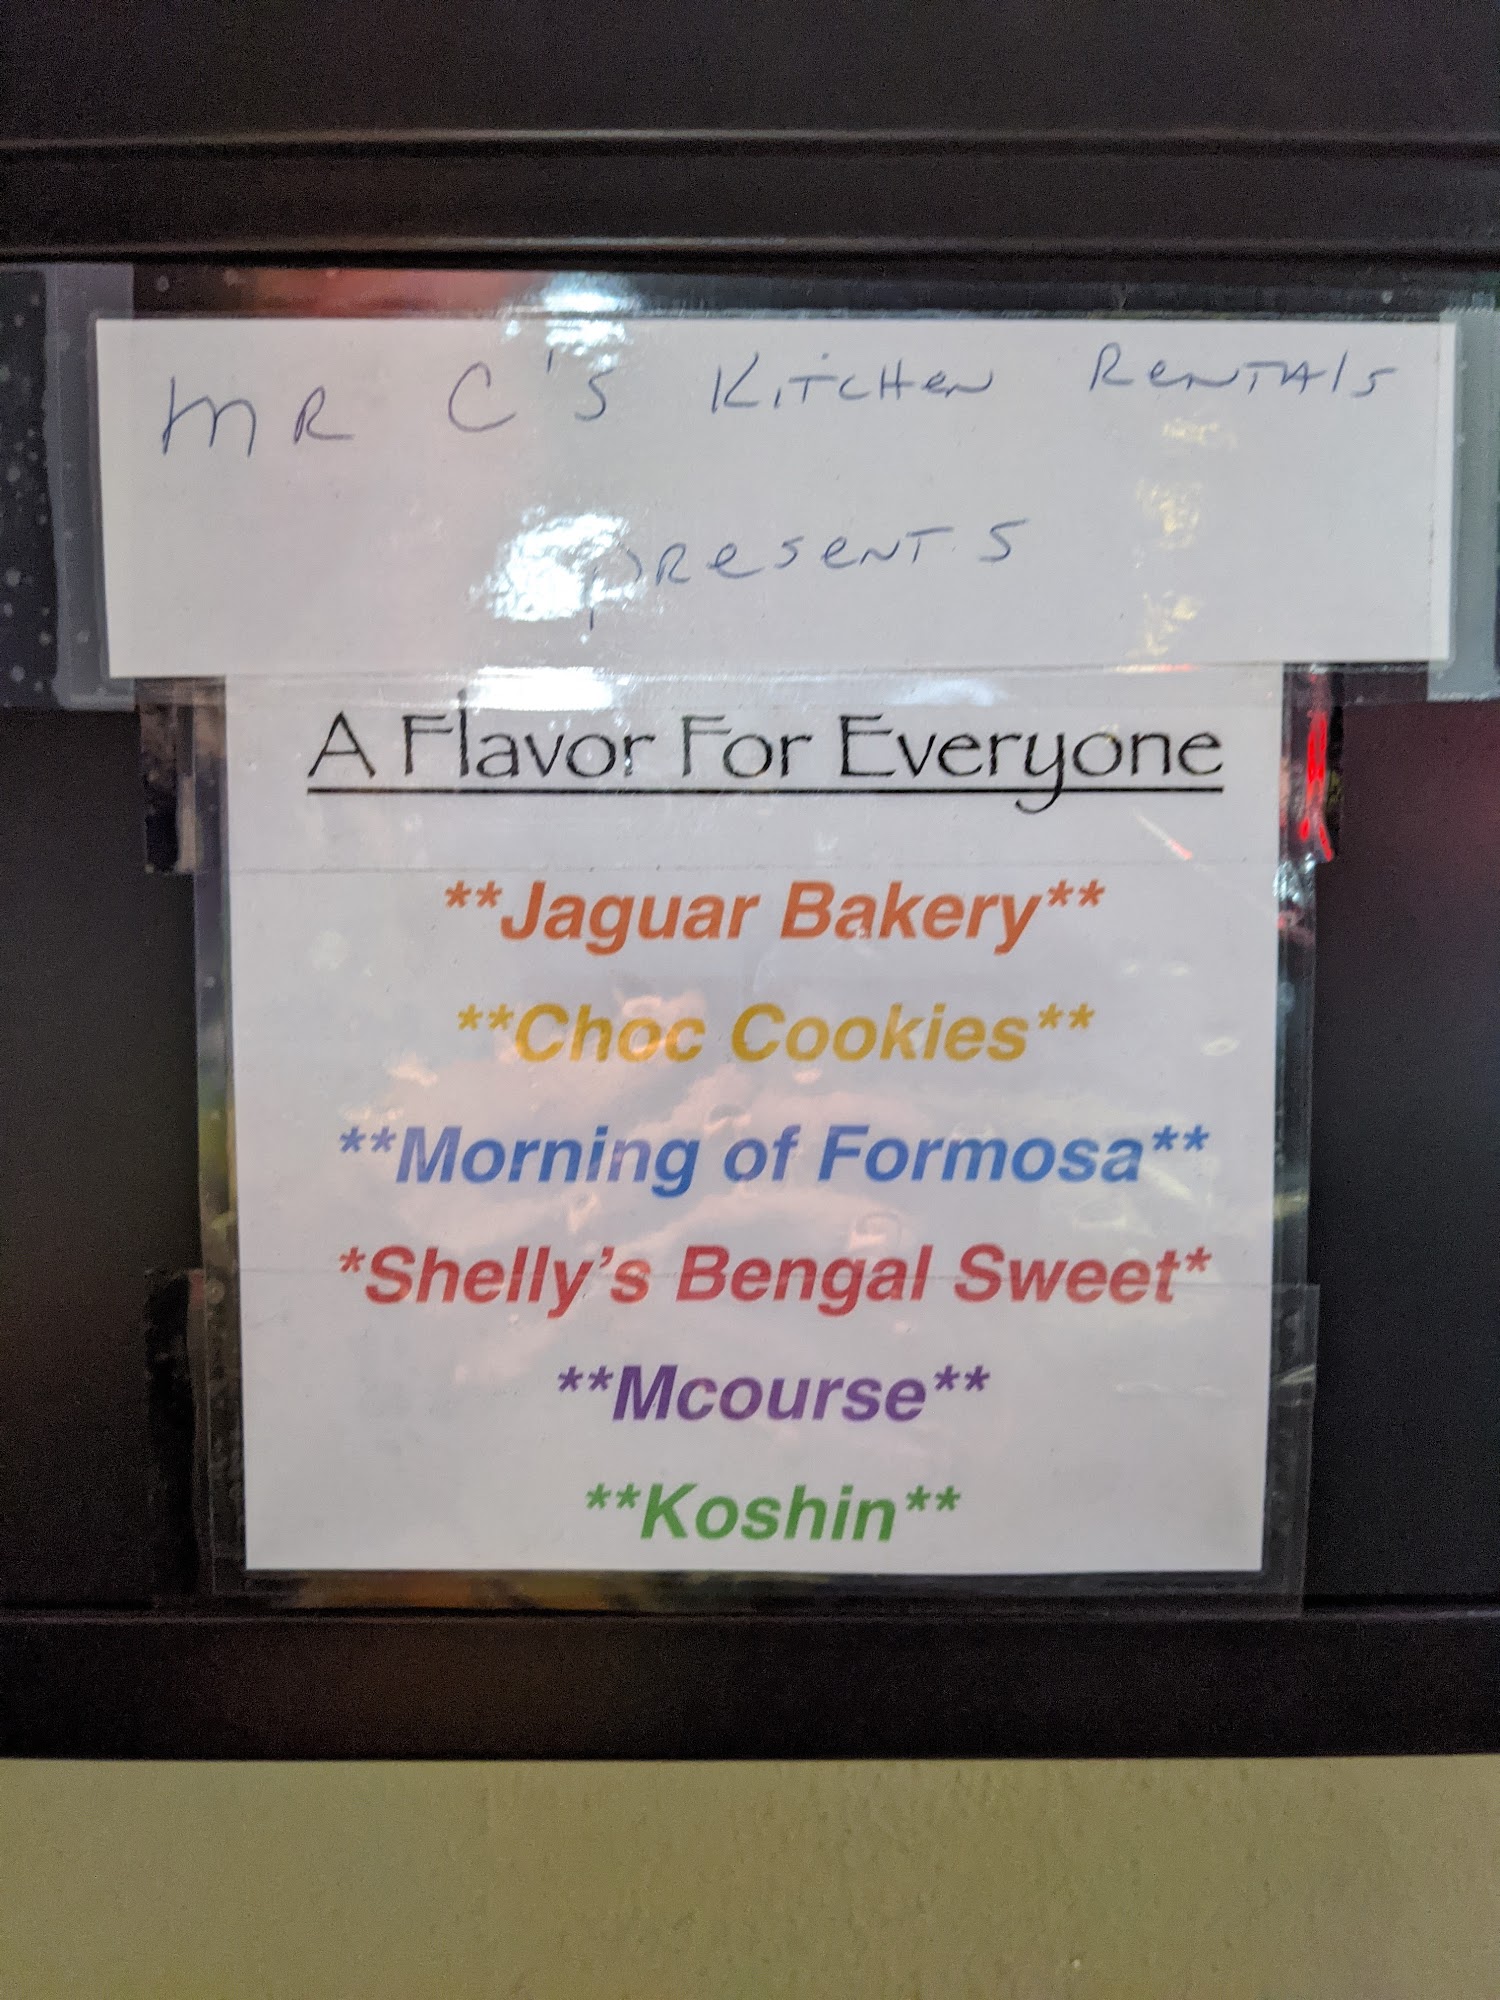 MR C'S KiTCHeN ReNTAlS
pReseNTS
A Flavor For Everyone
**Jaguar Bakery**
**Choc Cookies**
**Morning of Formosa**
*Shelly's Bengal Sweet*
**Mcourse**
**Koshin**